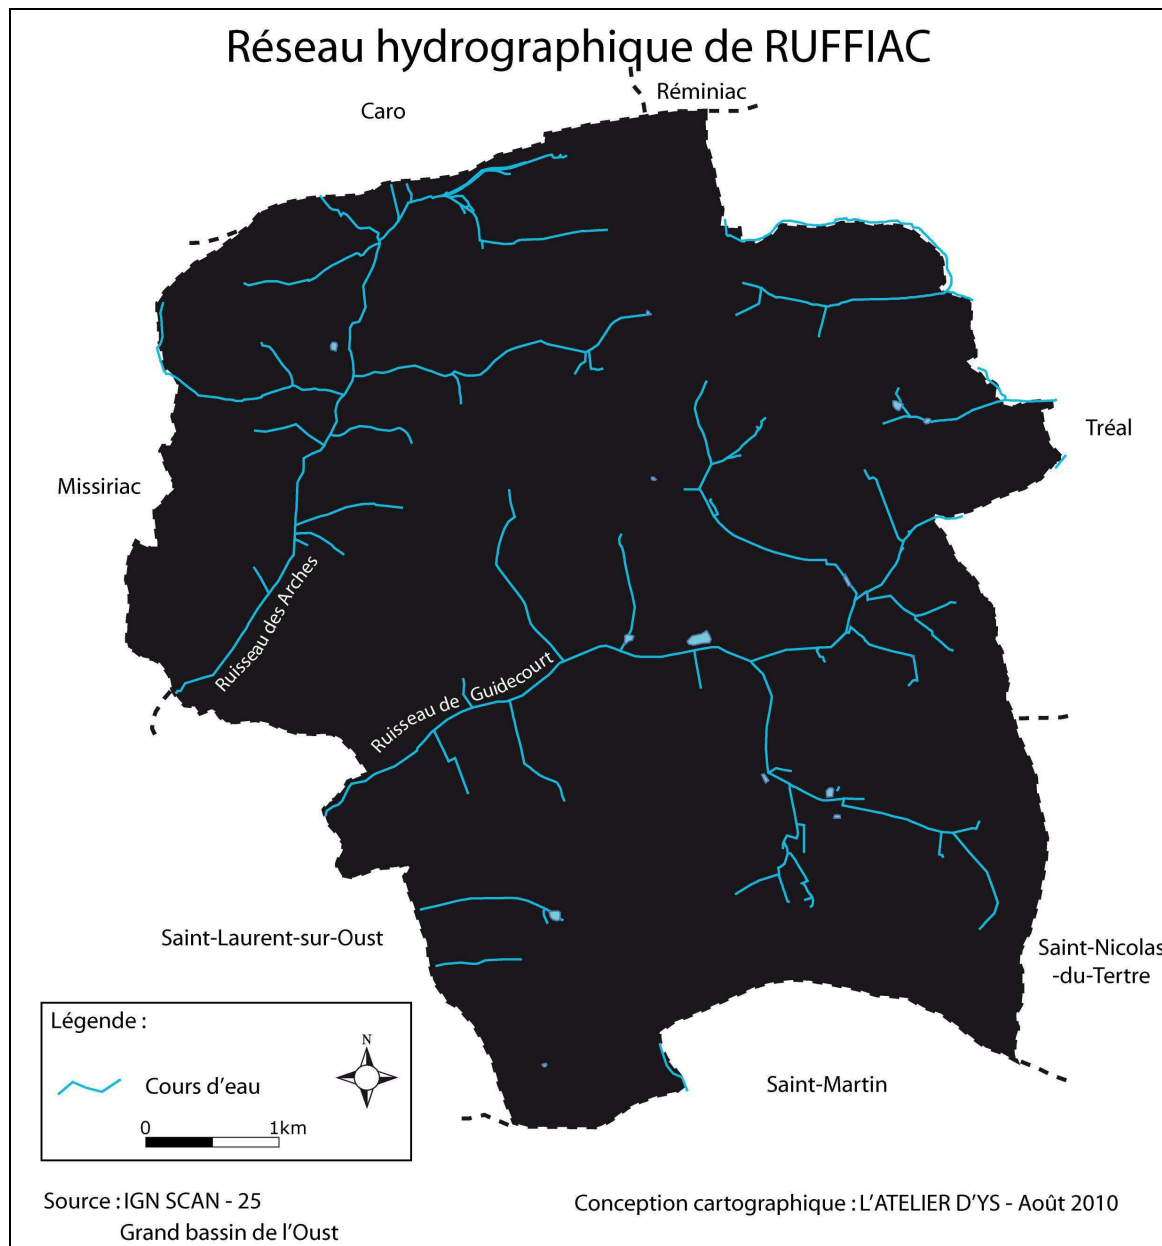 Réseau hydrographique de RUFFIAC
Réminiac
Caro
Tréal
Missiriac
Ruisseau des Arches
Ruisseau de Guidecourt
Saint-Laurent-sur-Oust
Saint-Nicolas
-du-Tertre
Légende :
N
Cours d'eau
Saint-Martin
0 1km
Source : IGN SCAN - 25
Conception cartographique : L'ATELIER D'YS - Août 2010
Grand bassin de l'Oust